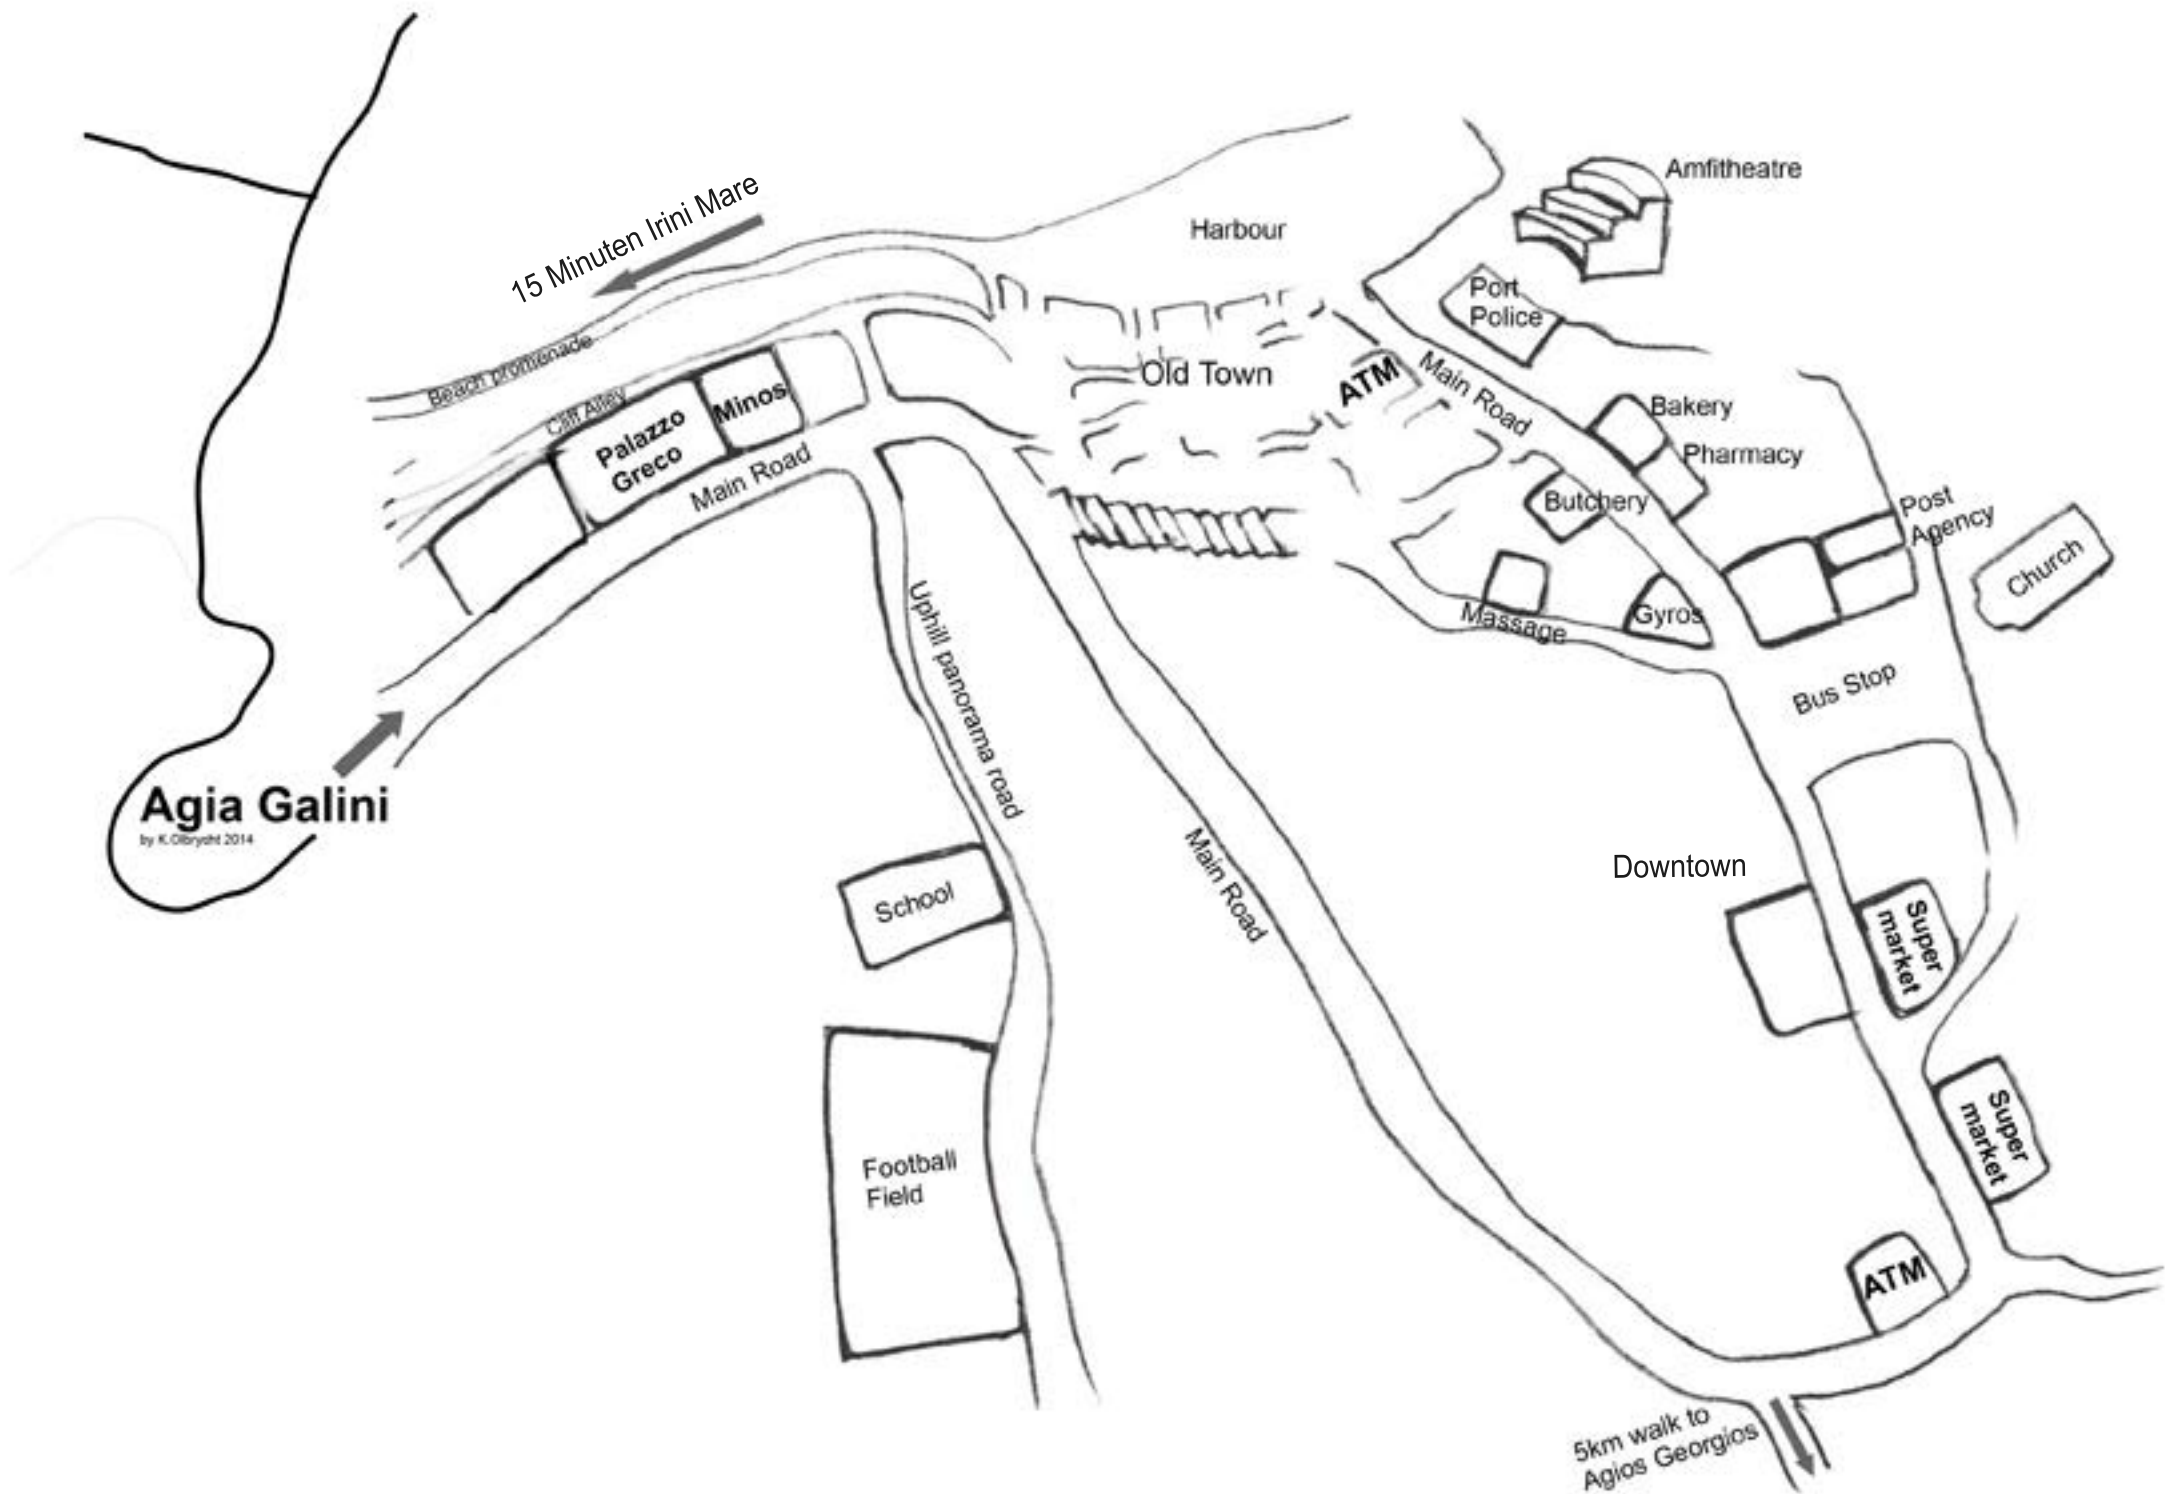 Amfitheatre
15 Minuten Irini Mare
Harbour
Port
Police
Beach promenade
Cliff Alley
Old Town
ATM
Main Road
Palazzo
Greco
Minos
Main Road
Bakery
Pharmacy
Butchery
Post
Agency
Church
Massage
Gyros
Uphill panorama road
Bus Stop
Agia Galini
by K.Olbrycht 2014
School
Main Road
Downtown
Super
market
Football
Field
Super
market
ATM
5km walk to
Agios Georgios